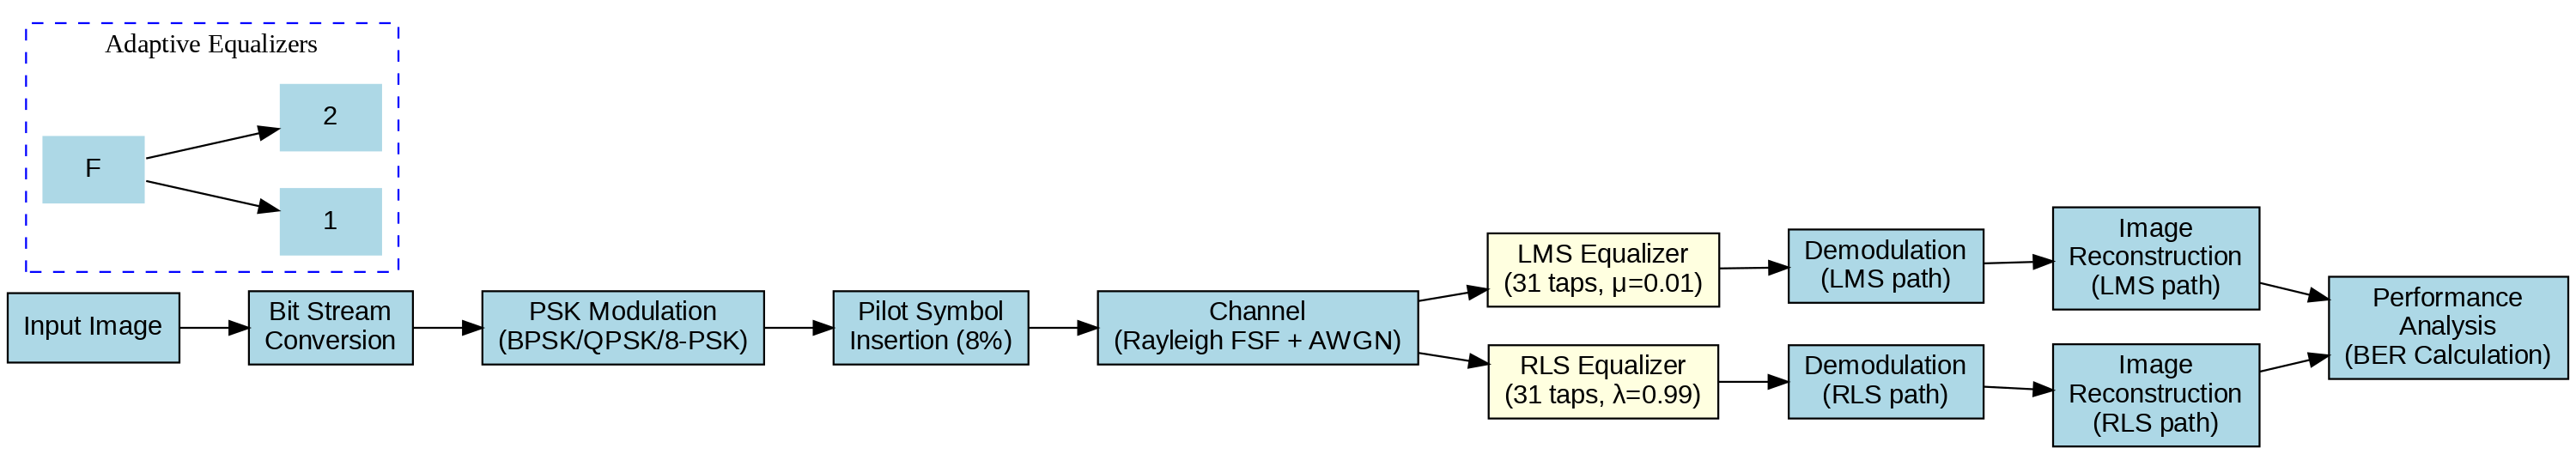 Adaptive Equalizers
F
2
1
Input Image
Bit Stream
Conversion
PSK Modulation
(BPSK/QPSK/8-PSK)
Pilot Symbol
Insertion (8%)
Channel
(Rayleigh FSF + AWGN)
LMS Equalizer
(31 taps, μ=0.01)
RLS Equalizer
(31 taps, λ=0.99)
Demodulation
(LMS path)
Demodulation
(RLS path)
Image
Reconstruction
(LMS path)
Image
Reconstruction
(RLS path)
Performance
Analysis
(BER Calculation)